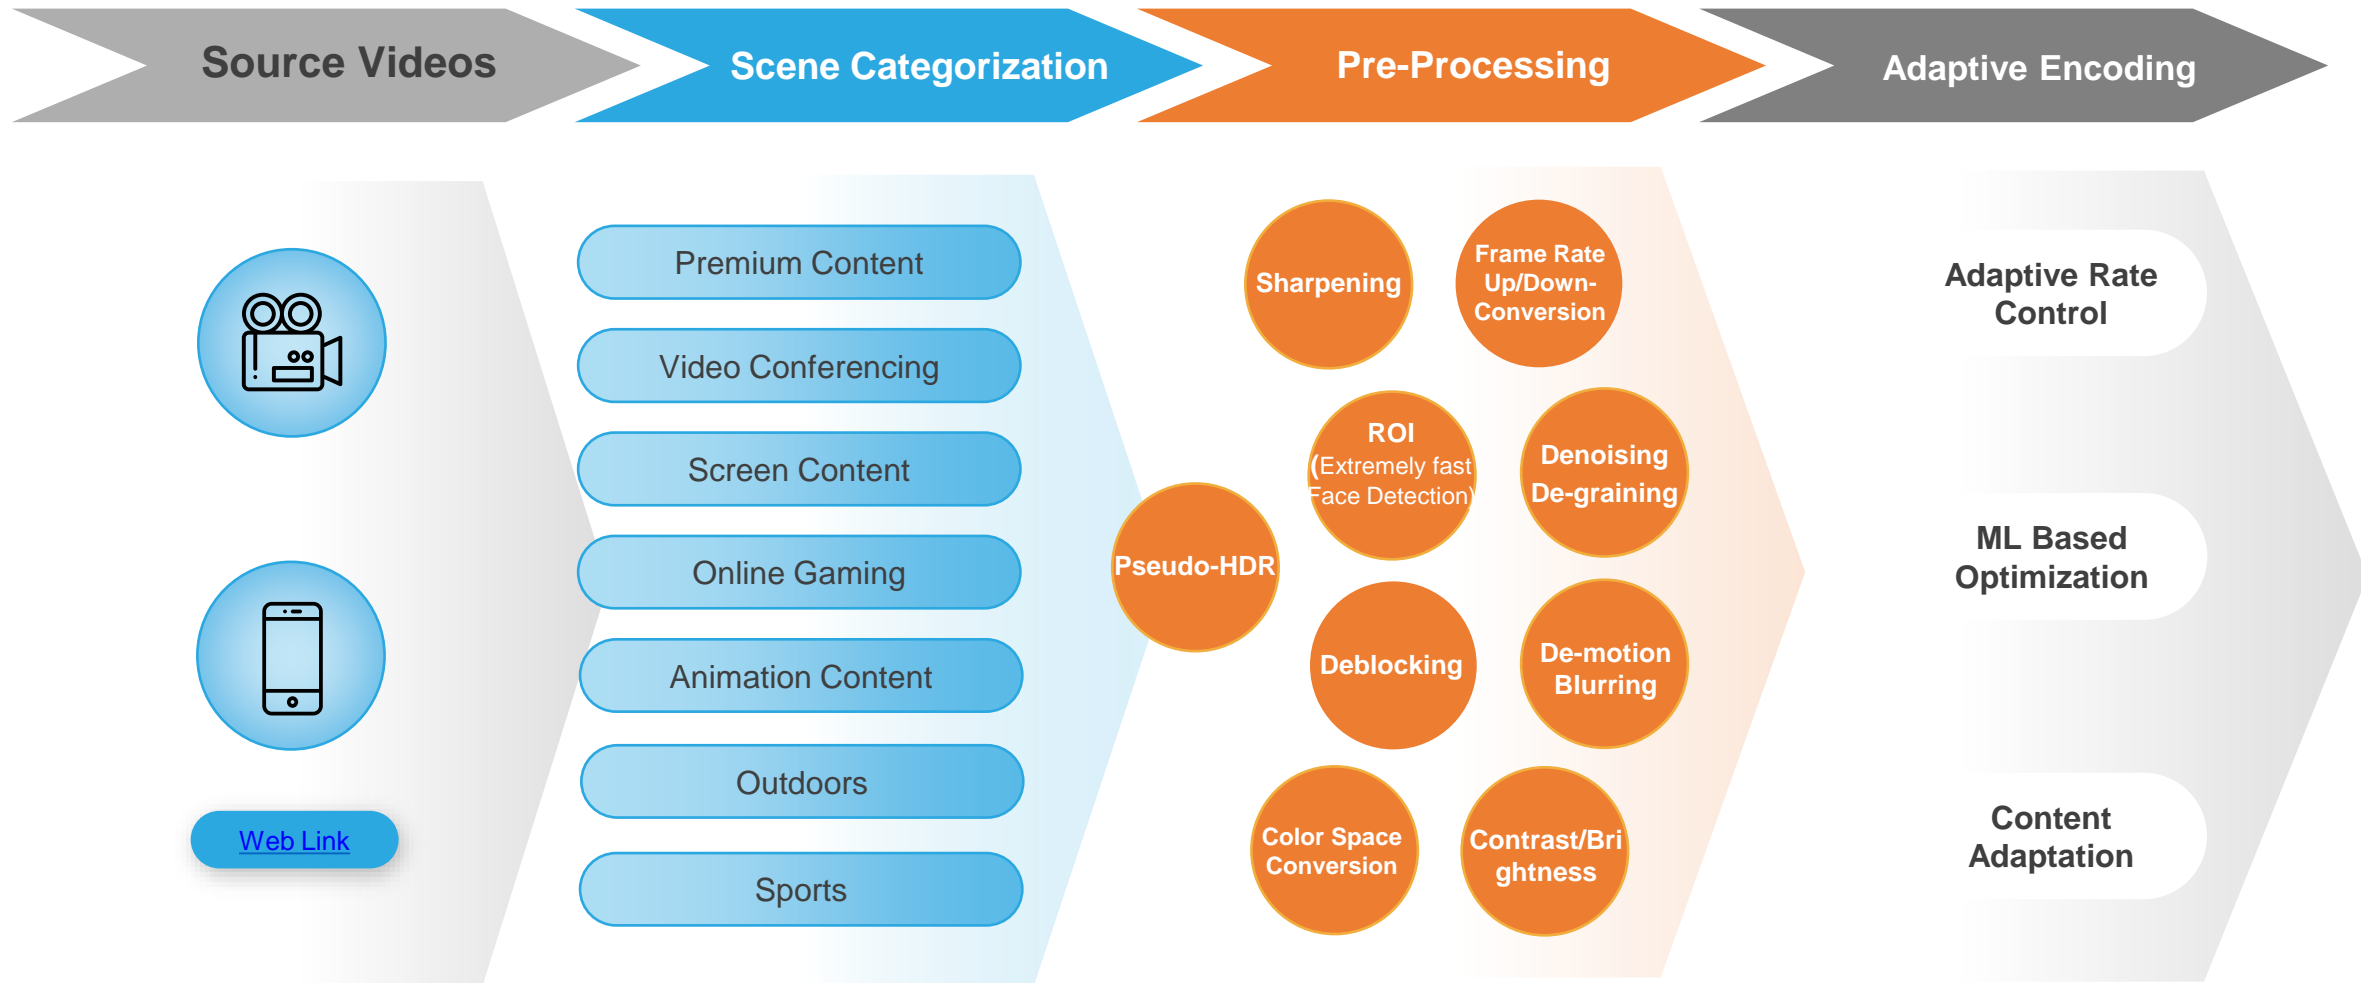 Source Videos
Scene Categorization
Pre-Processing
Adaptive Encoding
Web Link
Premium Content
Video Conferencing
Screen Content
Online Gaming
Animation Content
Outdoors
Sports
Sharpening
Frame Rate
Up/Down-
Conversion
ROI
(Extremely fast
Face Detection)
Denoising
De-graining
Pseudo-HDR
Deblocking
De-motion
Blurring
Color Space
Conversion
Contrast/Bri
ghtness
Adaptive Rate
Control
ML Based
Optimization
Content
Adaptation